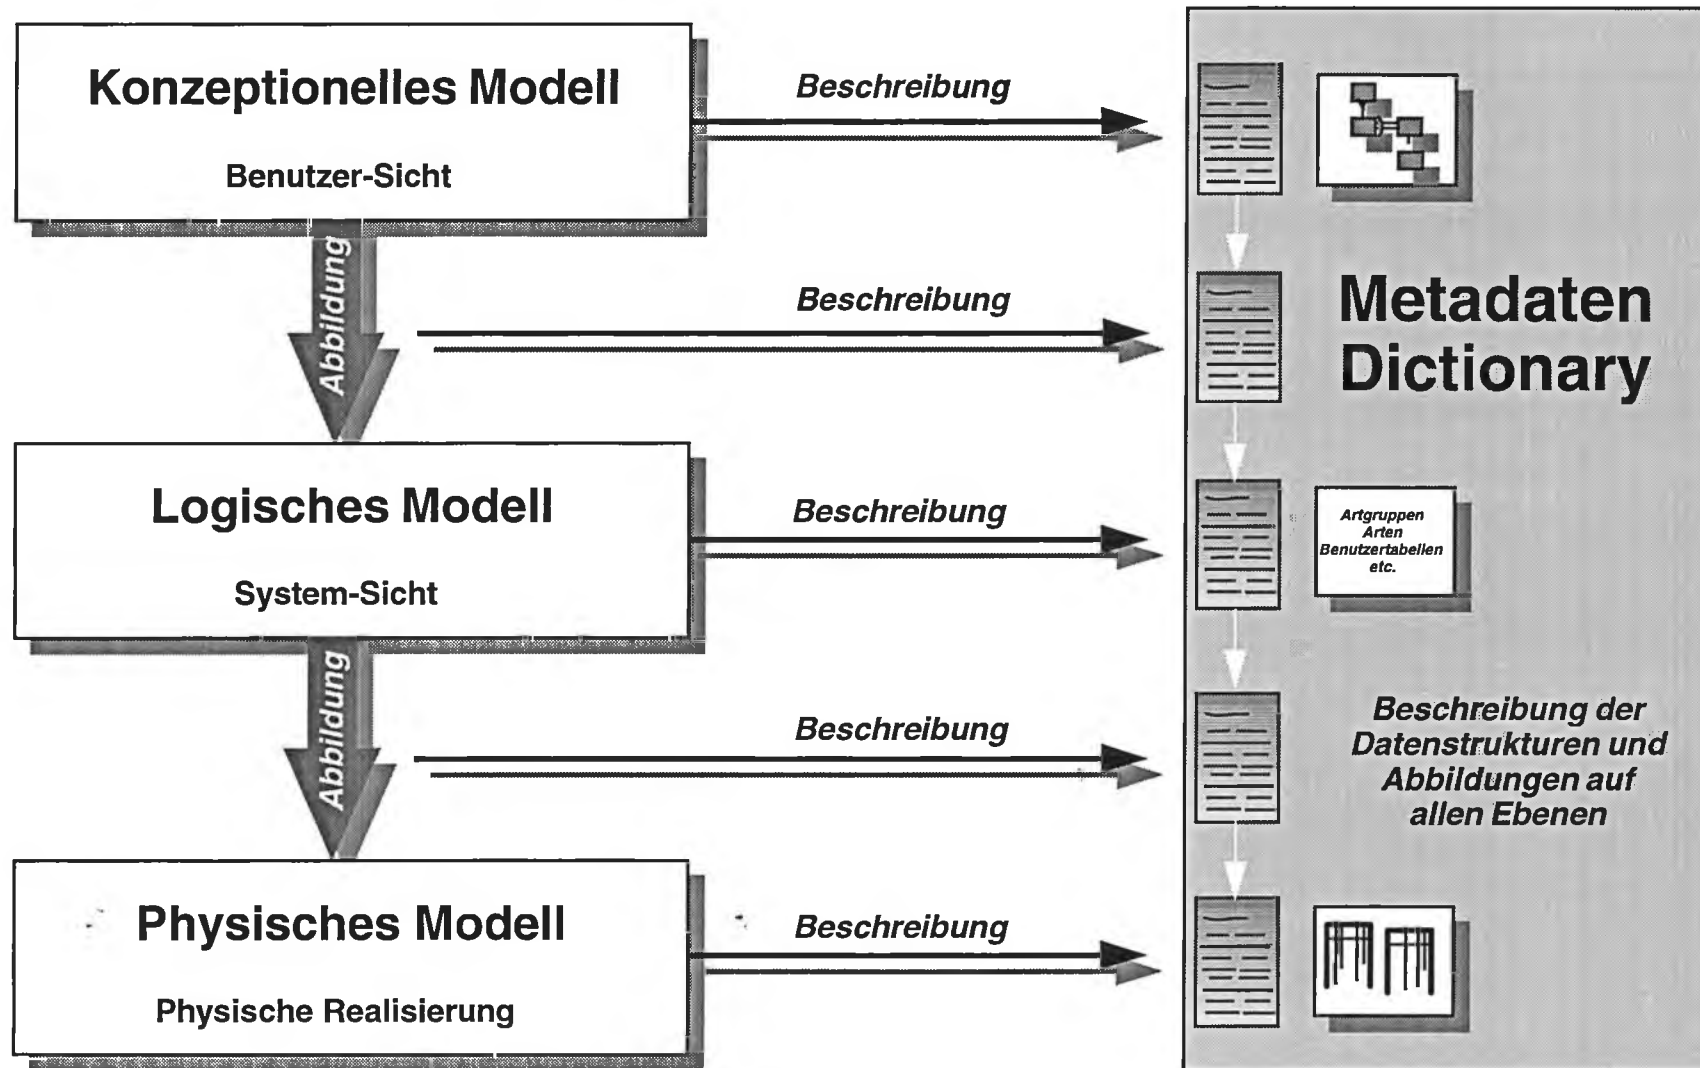 Konzeptionelles Modell
Benutzer-Sicht
Beschreibung
Abbildung
Beschreibung
Metadaten
Dictionary
Logisches Modell
System-Sicht
Beschreibung
Artgruppen
Arten
Benutzertabellen
etc.
Abbildung
Beschreibung
Beschreibung der
Datenstrukturen und
Abbildungen auf
allen Ebenen
Physisches Modell
Physische Realisierung
Beschreibung